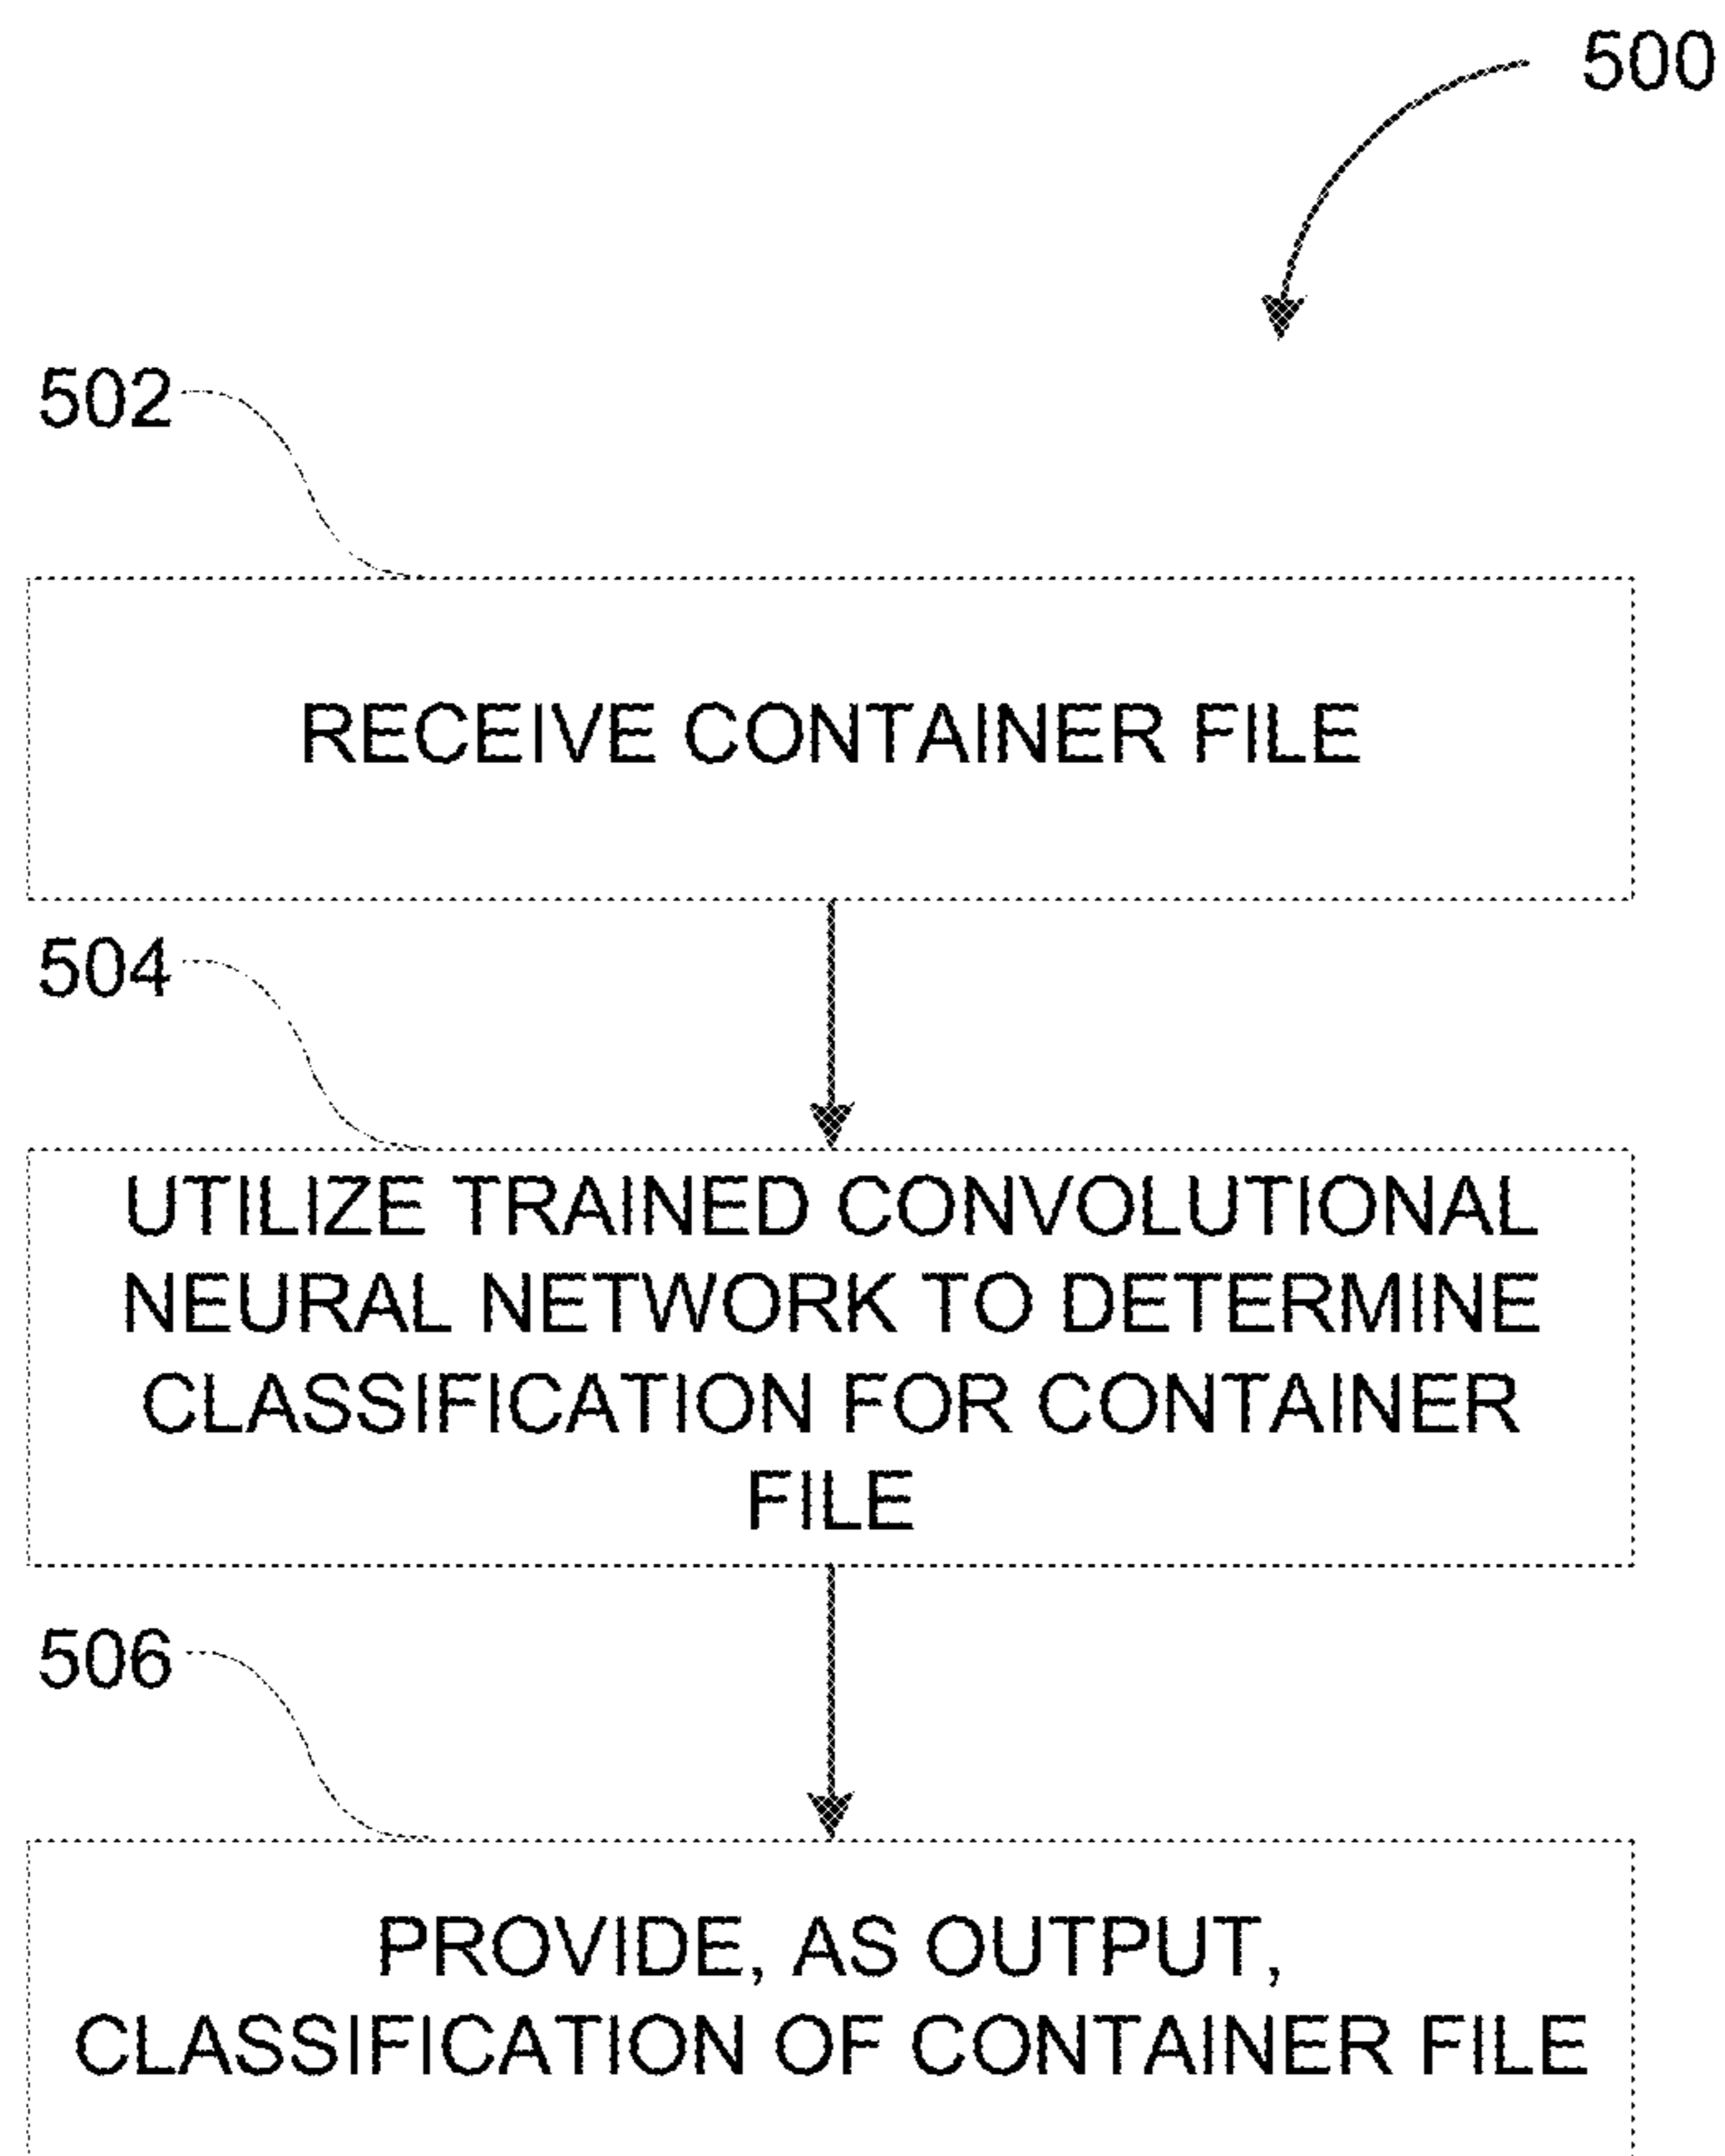 500
502
RECEIVE CONTAINER FILE
504
UTILIZE TRAINED CONVOLUTIONAL
NEURAL NETWORK TO DETERMINE
CLASSIFICATION FOR CONTAINER
FILE
506
PROVIDE, AS OUTPUT,
CLASSIFICATION OF CONTAINER FILE